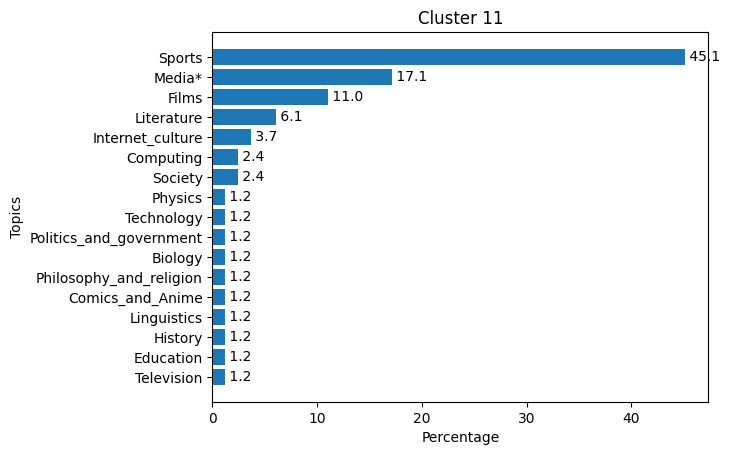 Cluster 11
Topics
Sports 45.1
Media* 17.1
Films 11.0
Literature 6.1
Internet_culture 3.7
Computing 2.4
Society 2.4
Physics 1.2
Technology 1.2
Politics_and_government 1.2
Biology 1.2
Philosophy_and_religion 1.2
Comics_and_Anime 1.2
Linguistics 1.2
History 1.2
Education 1.2
Television 1.2
0 10 20 30 40
Percentage